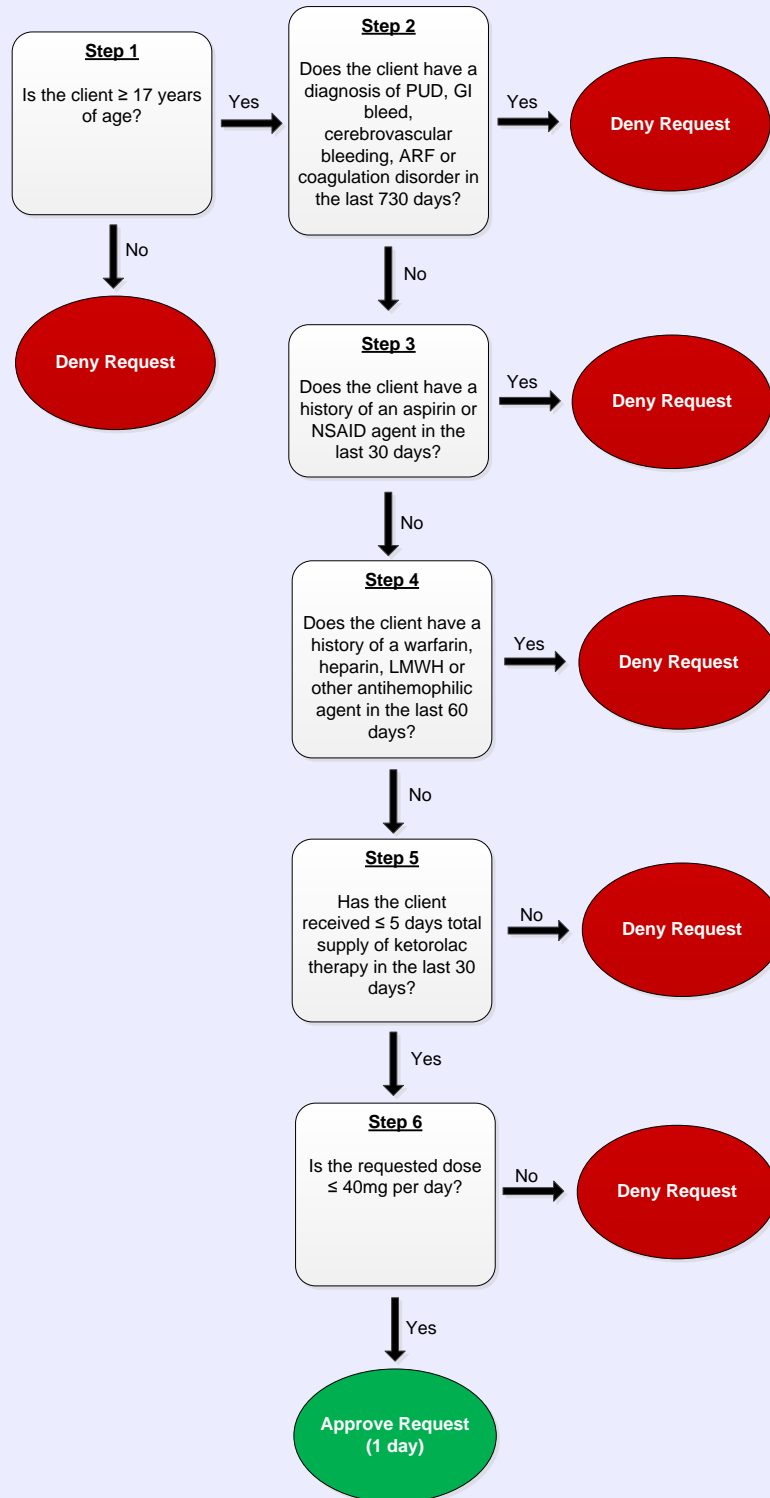 Step 1
Is the client ≥ 17 years
of age?
Yes
No
Deny Request
Step 2
Does the client have a
diagnosis of PUD, GI
bleed,
cerebrovascular
bleeding, ARF or
coagulation disorder in
the last 730 days?
Yes
Deny Request
No
Step 3
Does the client have a
history of an aspirin or
NSAID agent in the
last 30 days?
Yes
Deny Request
No
Step 4
Does the client have a
history of a warfarin,
heparin, LMWH or
other antihemophilic
agent in the last 60
days?
Yes
Deny Request
No
Step 5
Has the client
received ≤ 5 days total
supply of ketorolac
therapy in the last 30
days?
No
Deny Request
Yes
Step 6
Is the requested dose
≤ 40mg per day?
No
Deny Request
Yes
Approve Request
(1 day)